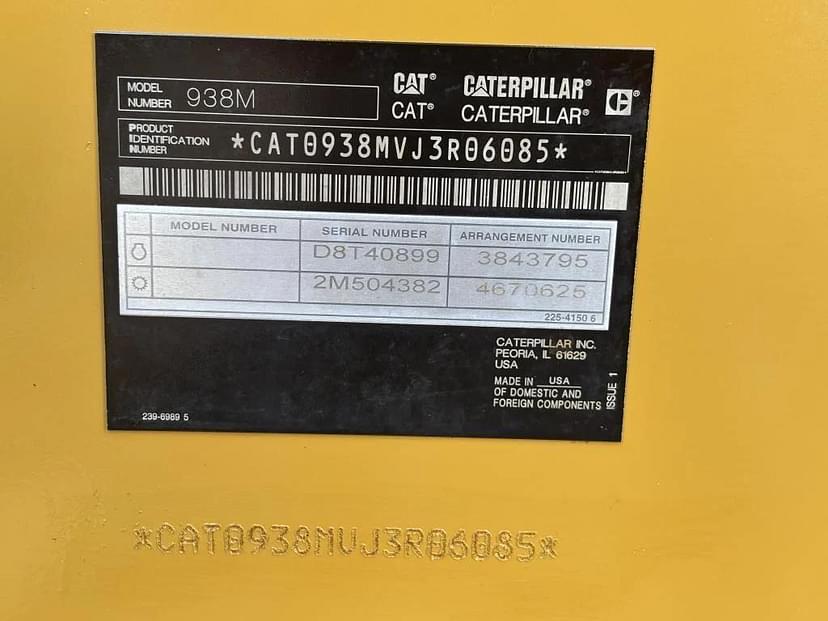 MODEL NUMBER 938M
CAT® CATERPILLAR®
CAT® CATERPILLAR®
PRODUCT IDENTIFICATION NUMBER *CAT0938MVJ3R06085*
MODEL NUMBER SERIAL NUMBER ARRANGEMENT NUMBER
D8T40899 3843795
2M504382 4670625
225-4150 6
CATERPILLAR INC.
PEORIA, IL 61629
USA
MADE IN USA
OF DOMESTIC AND
FOREIGN COMPONENTS
ISSUE 1
239-6989 5
*CAT0938MVJ3R06085*